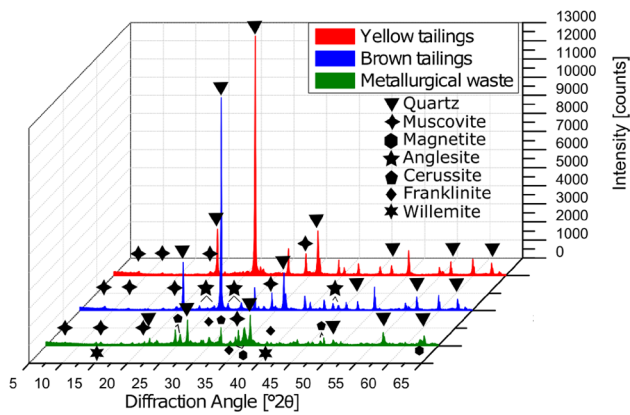 13000
12000
11000
10000
9000
8000
7000
6000
5000
4000
3000
2000
1000
0
Intensity [counts]
Yellow tailings
Brown tailings
Metallurgical waste
Quartz
Muscovite
Magnetite
Anglesite
Cerussite
Franklinite
Willemite
5 10 15 20 25 30 35 40 45 50 55 60 65
Diffraction Angle [°2θ]